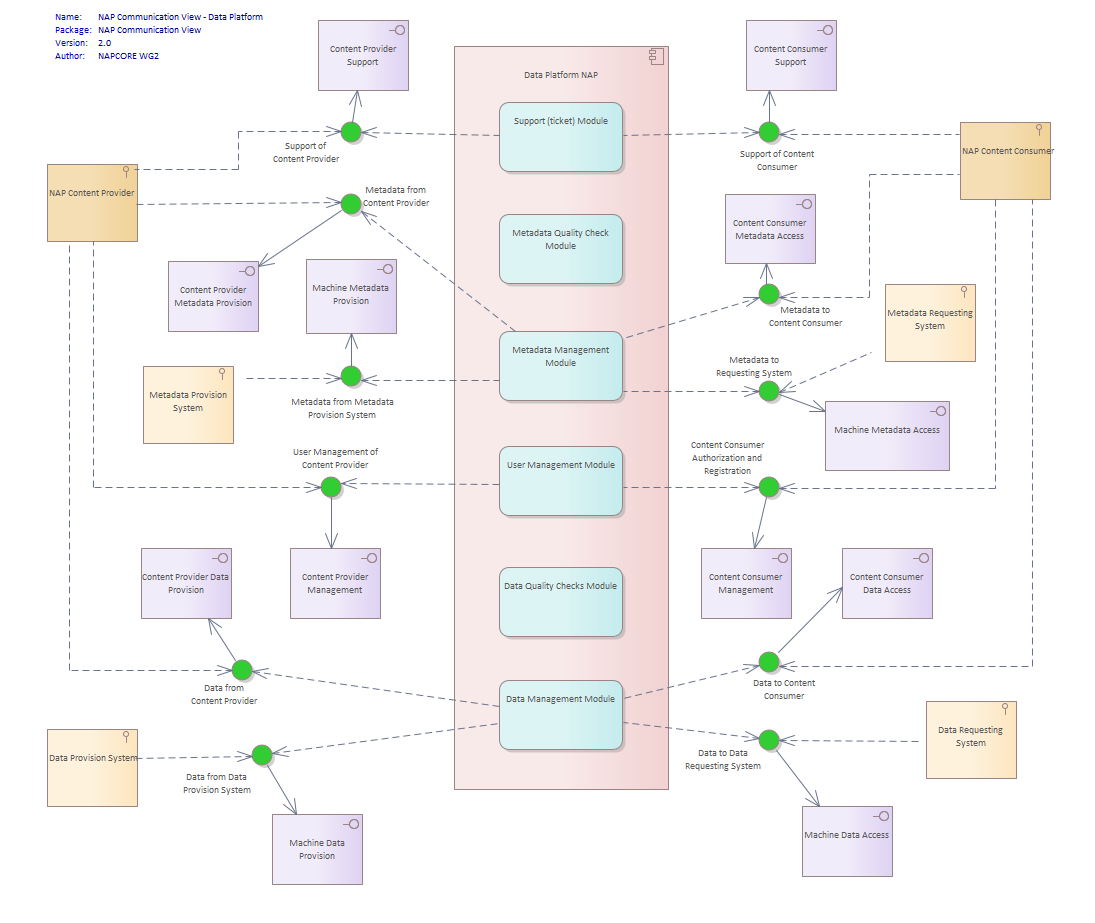 Name: NAP Communication View - Data Platform
Package: NAP Communication View
Version: 2.0
Author: NAPCORE WG2
Content Provider
Support
Content Consumer
Support
Data Platform NAP
Support (ticket) Module
Support of
Content Provider
Support of Content
Consumer
NAP Content Consumer
NAP Content Provider
Metadata from
Content Provider
Metadata Quality Check
Module
Content Consumer
Metadata Access
Content Provider
Metadata Provision
Machine Metadata
Provision
Metadata to
Content Consumer
Metadata Requesting
System
Metadata Management
Module
Metadata to
Requesting System
Metadata Provision
System
Metadata from Metadata
Provision System
Machine Metadata Access
User Management of
Content Provider
User Management Module
Content Consumer
Authorization and
Registration
Content Provider Data
Provision
Content Provider
Management
Data Quality Checks Module
Content Consumer
Management
Content Consumer
Data Access
Data from
Content Provider
Data Management Module
Data to Content
Consumer
Data Provision System
Data from Data
Provision System
Data to Data
Requesting System
Data Requesting
System
Machine Data
Provision
Machine Data Access